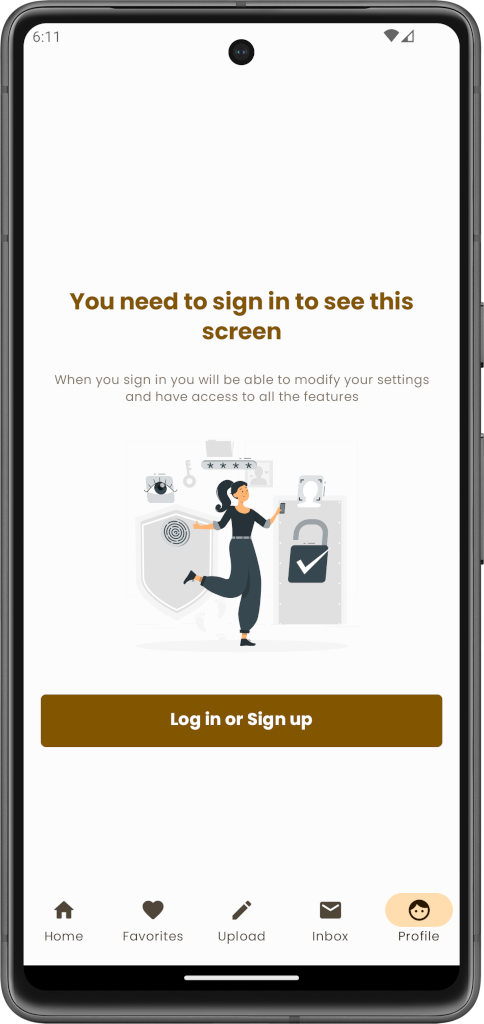 6:11
You need to sign in to see this
screen
When you sign in you will be able to modify your settings
and have access to all the features
****
Log in or Sign up
Home Favorites Upload Inbox Profile